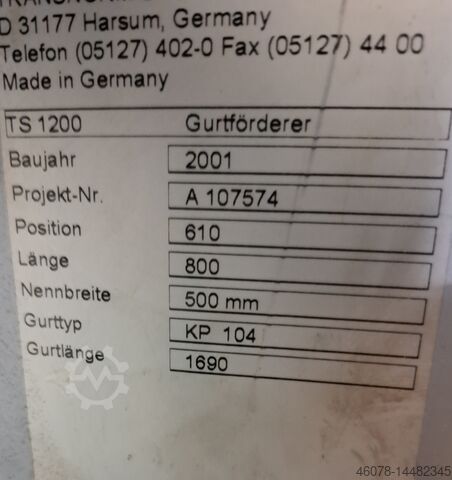 D 31177 Harsum, Germany
Telefon (05127) 402-0 Fax (05127) 44 00
Made in Germany
TS 1200 Gurtförderer
Baujahr 2001
Projekt-Nr. A 107574
Position 610
Länge 800
Nennbreite 500 mm
Gurttyp KP 104
Gurtlänge 1690
46078-14482345